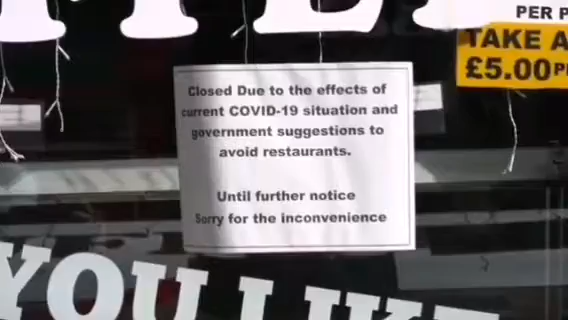 PER P
TAKE A
£5.00 P
Closed Due to the effects of
current COVID-19 situation and
government suggestions to
avoid restaurants.
Until further notice
Sorry for the inconvenience
YOU LIKE